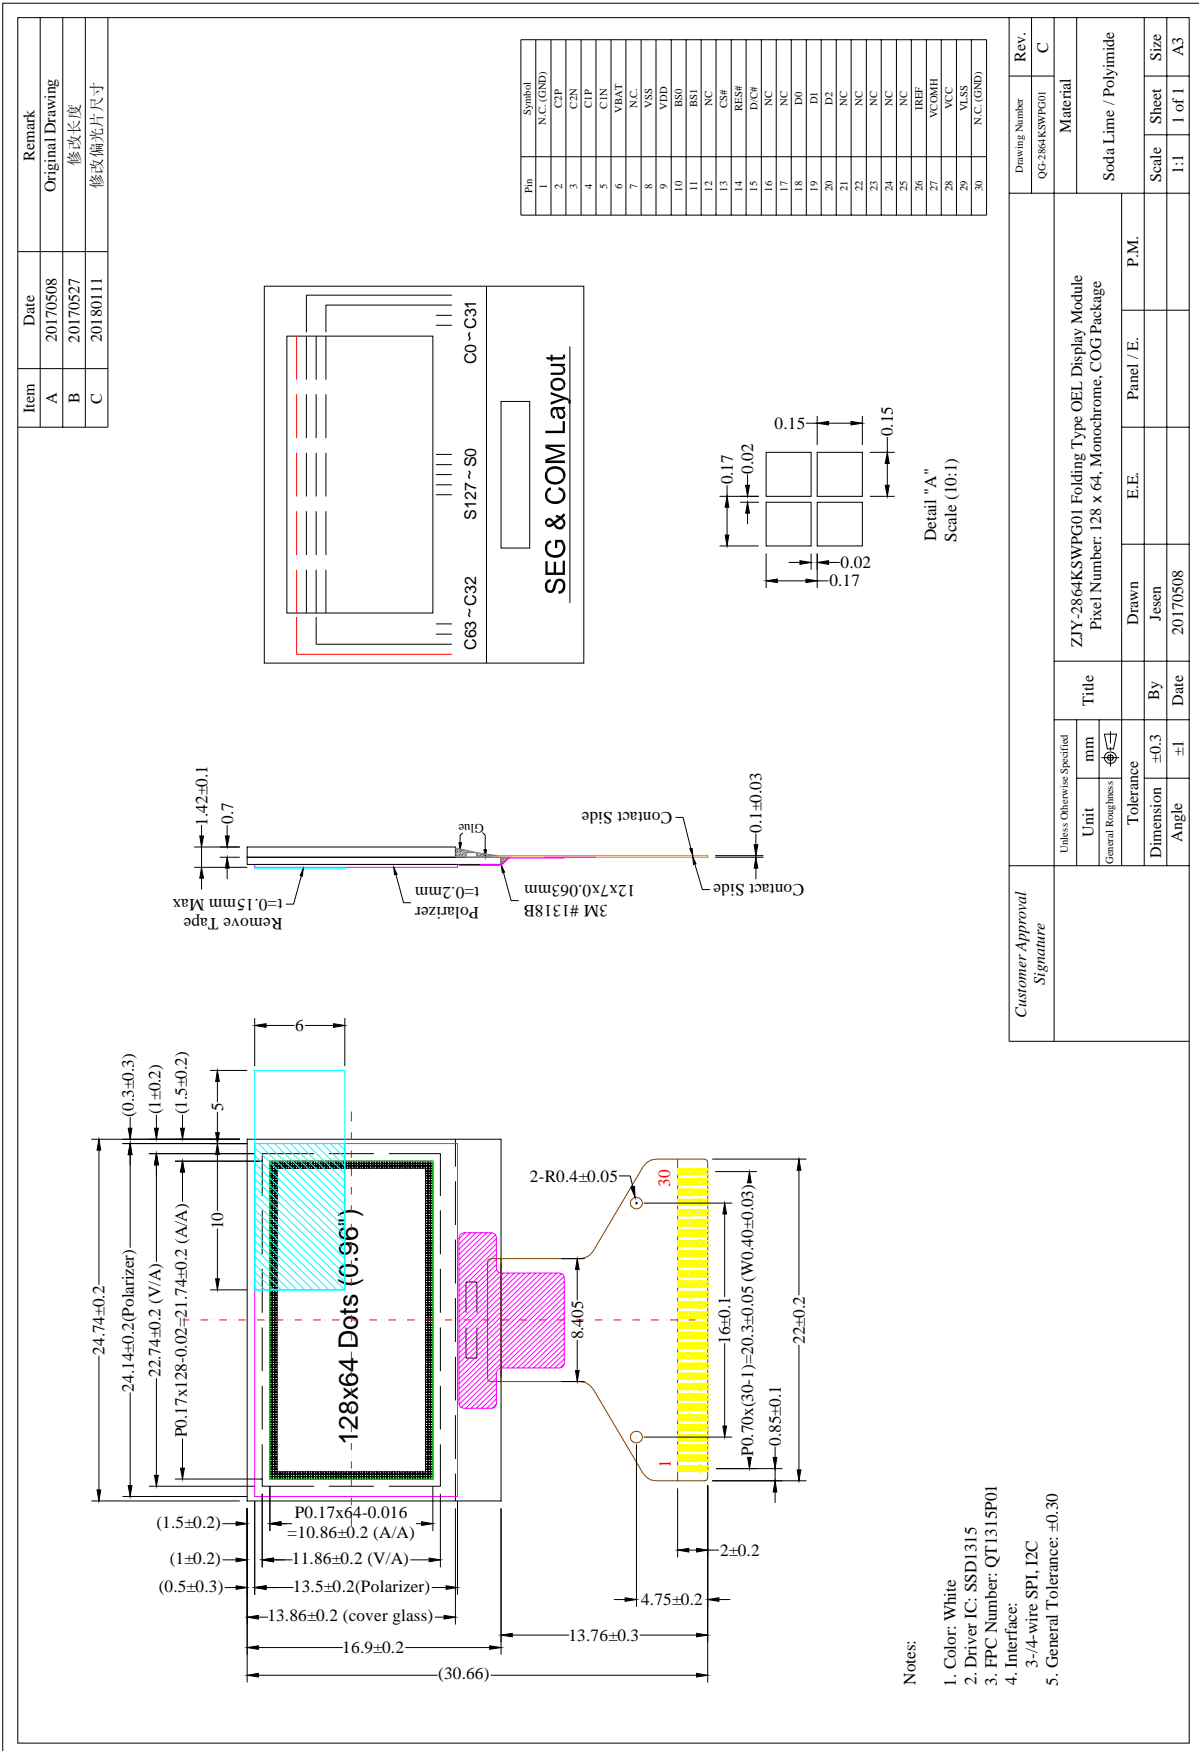 Item Date Remark
A 20170508 Original Drawing
B 20170527 修改长度
C 20180111 修改偏光片尺寸
24.74±0.2
24.14±0.2(Polarizer)
22.74±0.2 (V/A)
P0.17x128-0.02=21.74±0.2 (A/A)
10
5
(0.3±0.3)
(1±0.2)
(1.5±0.2)
6
(1.5±0.2)
(1±0.2)
(0.5±0.3)
P0.17x64-0.016
=10.86±0.2 (A/A)
11.86±0.2 (V/A)
13.5±0.2(Polarizer)
13.86±0.2 (cover glass)
16.9±0.2
(30.66)
13.76±0.3
4.75±0.2
2±0.2
128x64 Dots (0.96")
8.405
2-R0.4±0.05
1
30
16±0.1
P0.70x(30-1)=20.3±0.05 (W0.40±0.03)
0.85±0.1
22±0.2
1.42±0.1
0.7
Remove Tape
t=0.15mm Max
Polarizer
t=0.2mm
3M #1318B
12x7x0.063mm
Glue
Contact Side
Contact Side
0.1±0.03
C63 ~ C32
S127 ~ S0
C0 ~ C31
SEG & COM Layout
0.17
0.02
0.15
0.15
0.02
0.17
Detail "A"
Scale (10:1)
Pin Symbol
1 N.C. (GND)
2 C2P
3 C2N
4 C1P
5 C1N
6 VBAT
7 N.C.
8 VSS
9 VDD
10 BS0
11 BS1
12 NC
13 CS#
14 RES#
15 D/C#
16 NC
17 NC
18 D0
19 D1
20 D2
21 NC
22 NC
23 NC
24 NC
25 NC
26 IREF
27 VCOMH
28 VCC
29 VLSS
30 N.C. (GND)
Notes:
1. Color: White
2. Driver IC: SSD1315
3. FPC Number: QT1315P01
4. Interface:
3-/4-wire SPI, I2C
5. General Tolerance: ±0.30
Customer Approval
Signature
Unless Otherwise Specified
Unit mm
General Roughness
Tolerance
Dimension ±0.3
Angle ±1
Title
ZJY-2864KSWPG01 Folding Type OEL Display Module
Pixel Number: 128 x 64, Monochrome, COG Package
Drawn E.E. Panel / E. P.M.
By Jesen
Date 20170508
Drawing Number Rev.
QG-2864KSWPG01 C
Material
Soda Lime / Polyimide
Scale Sheet Size
1:1 1 of 1 A3